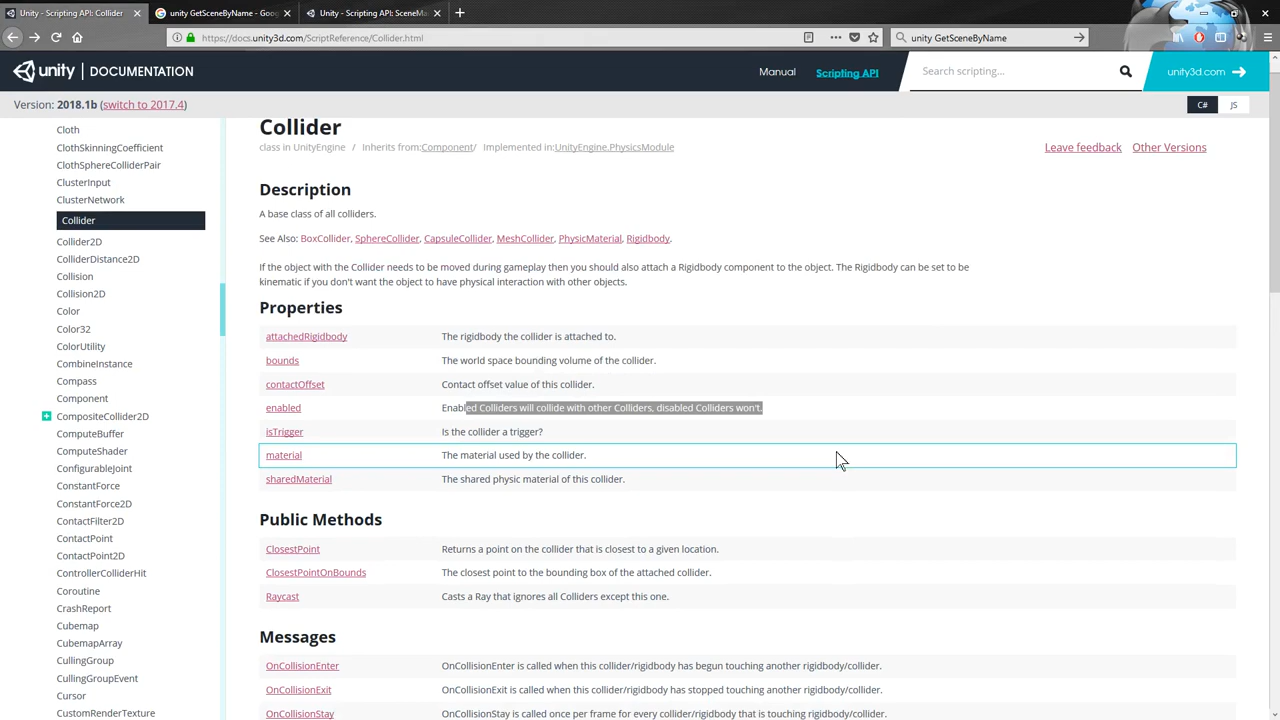 Unity - Scripting API: Collider
unity GetSceneByName - Goo
Unity - Scripting API: SceneMa
https://docs.unity3d.com/ScriptReference/Collider.html
unity GetSceneByName
unity | DOCUMENTATION
Manual
Scripting API
Search scripting...
unity3d.com
Version: 2018.1b (switch to 2017.4)
C#
JS
Cloth
ClothSkinningCoefficient
ClothSphereColliderPair
ClusterInput
ClusterNetwork
Collider
Collider2D
ColliderDistance2D
Collision
Collision2D
Color
Color32
ColorUtility
CombineInstance
Compass
Component
CompositeCollider2D
ComputeBuffer
ComputeShader
ConfigurableJoint
ConstantForce
ConstantForce2D
ContactFilter2D
ContactPoint
ContactPoint2D
ControllerColliderHit
Coroutine
CrashReport
Cubemap
CubemapArray
CullingGroup
CullingGroupEvent
Cursor
CustomRenderTexture
Collider
class in UnityEngine / Inherits from:Component/ Implemented in:UnityEngine.PhysicsModule
Leave feedback
Other Versions
Description
A base class of all colliders.
See Also: BoxCollider, SphereCollider, CapsuleCollider, MeshCollider, PhysicMaterial, Rigidbody.
If the object with the Collider needs to be moved during gameplay then you should also attach a Rigidbody component to the object. The Rigidbody can be set to
kinematic if you don't want the object to have physical interaction with other objects.
Properties
attachedRigidbody The rigidbody the collider is attached to.
bounds The world space bounding volume of the collider.
contactOffset Contact offset value of this collider.
enabled Enabled Colliders will collide with other Colliders, disabled Colliders won't.
isTrigger Is the collider a trigger?
material The material used by the collider.
sharedMaterial The shared physic material of this collider.
Public Methods
ClosestPoint Returns a point on the collider that is closest to a given location.
ClosestPointOnBounds The closest point to the bounding box of the attached collider.
Raycast Casts a Ray that ignores all Colliders except this one.
Messages
OnCollisionEnter OnCollisionEnter is called when this collider/rigidbody has begun touching another rigidbody/collider.
OnCollisionExit OnCollisionExit is called when this collider/rigidbody has stopped touching another rigidbody/collider.
OnCollisionStay OnCollisionStay is called once per frame for every collider/rigidbody that is touching rigidbody/collider.